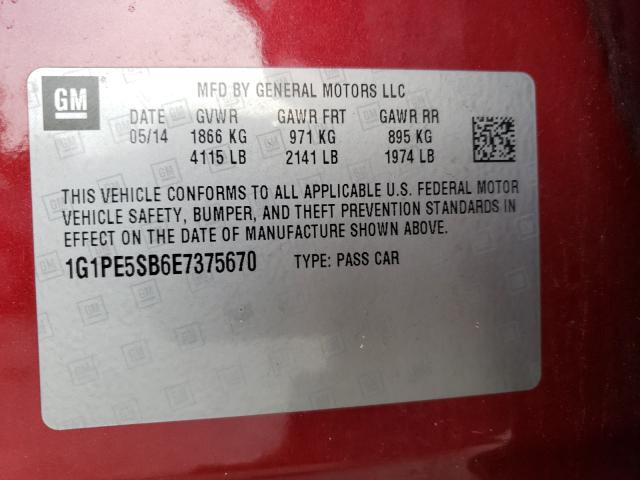 GM
MFD BY GENERAL MOTORS LLC
DATE GVWR GAWR FRT GAWR RR
05/14 1866 KG 971 KG 895 KG
4115 LB 2141 LB 1974 LB
THIS VEHICLE CONFORMS TO ALL APPLICABLE U.S. FEDERAL MOTOR
VEHICLE SAFETY, BUMPER, AND THEFT PREVENTION STANDARDS IN
EFFECT ON THE DATE OF MANUFACTURE SHOWN ABOVE.
1G1PE5SB6E7375670 TYPE: PASS CAR